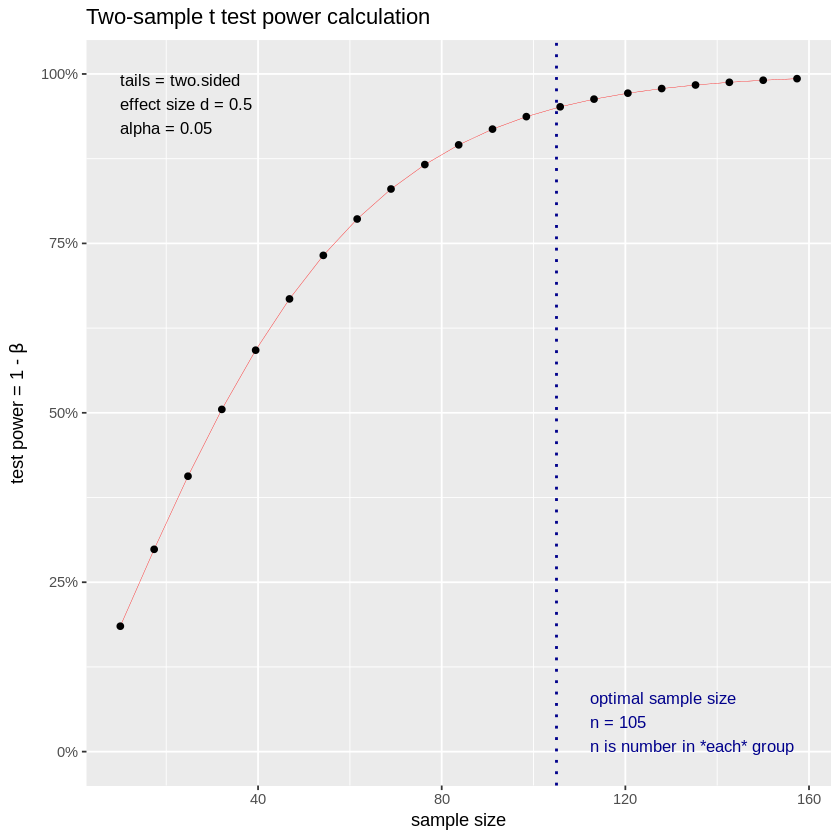 Two-sample t test power calculation
tails = two.sided
effect size d = 0.5
alpha = 0.05
100%
75%
50%
25%
0%
test power = 1 - β
optimal sample size
n = 105
n is number in *each* group
40
80
120
160
sample size